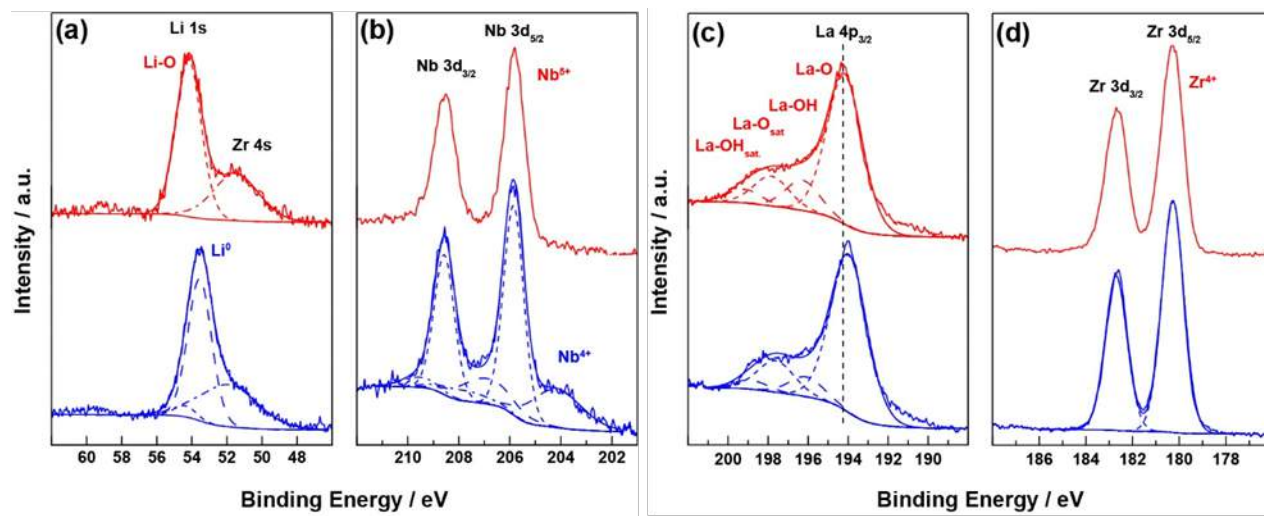 (a)
Li 1s
Li-O
Zr 4s
Li⁰
60 58 56 54 52 50 48
Binding Energy / eV
Intensity / a.u.
(b)
Nb 3d₅/₂
Nb 3d₃/₂
Nb⁵⁺
Nb⁴⁺
210 208 206 204 202
(c)
La 4p₃/₂
La-O
La-OH
La-Oₛₐₜ
La-OHₛₐₜ.
200 198 196 194 192 190
Binding Energy / eV
Intensity / a.u.
(d)
Zr 3d₅/₂
Zr 3d₃/₂
Zr⁴⁺
186 184 182 180 178